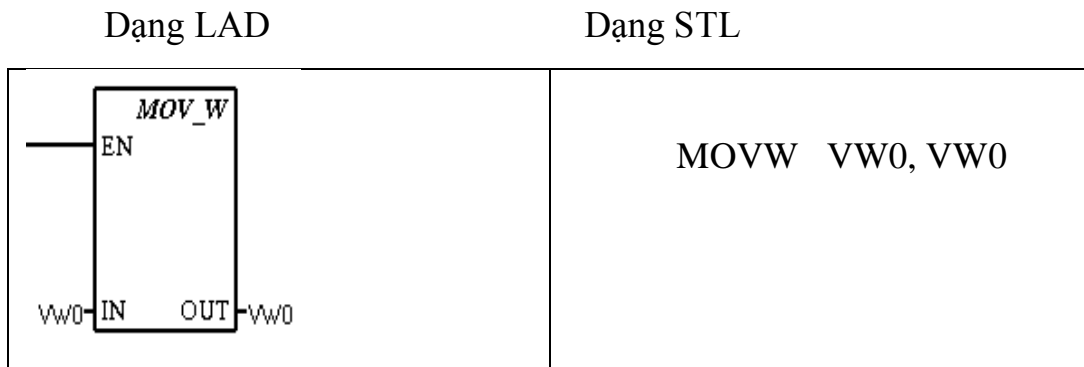 Dạng LAD Dạng STL
MOV_W
EN
MOVW VW0, VW0
VW0 IN OUT VW0